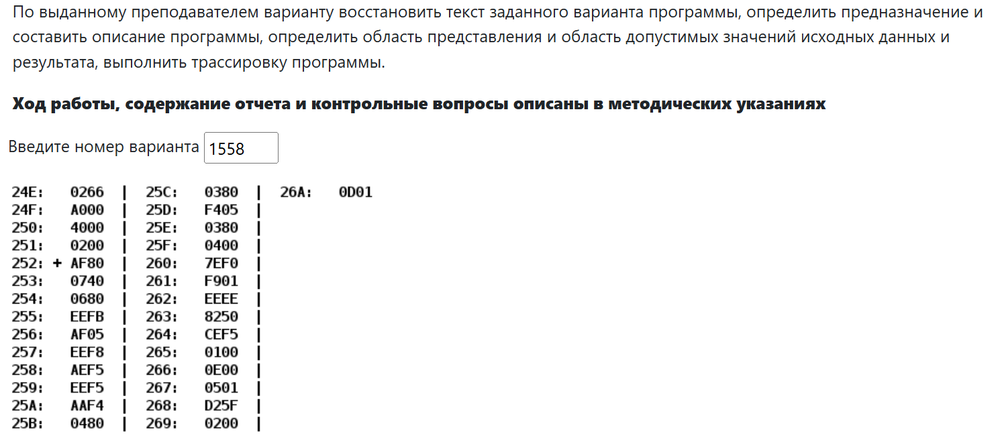 По выданному преподавателем варианту восстановить текст заданного варианта программы, определить предназначение и
составить описание программы, определить область представления и область допустимых значений исходных данных и
результата, выполнить трассировку программы.
Ход работы, содержание отчета и контрольные вопросы описаны в методических указаниях
Введите номер варианта 1558
24E: 0266 | 25C: 0380 | 26A: 0D01
24F: A000 | 25D: F405 |
250: 4000 | 25E: 0380 |
251: 0200 | 25F: 0400 |
252: + AF80 | 260: 7EF0 |
253: 0740 | 261: F901 |
254: 0680 | 262: EEEE |
255: EEFB | 263: 8250 |
256: AF05 | 264: CEF5 |
257: EEF8 | 265: 0100 |
258: AEF5 | 266: 0E00 |
259: EEF5 | 267: 0501 |
25A: AAF4 | 268: D25F |
25B: 0480 | 269: 0200 |